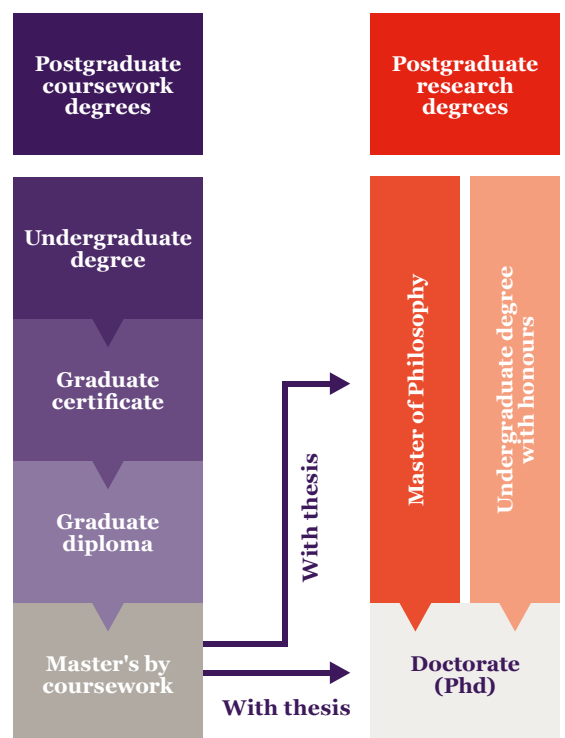 Postgraduate
coursework
degrees
Undergraduate
degree
Graduate
certificate
Graduate
diploma
Master's by
coursework
With thesis
With thesis
Postgraduate
research
degrees
Master of Philosophy
Undergraduate degree
with honours
Doctorate
(Phd)